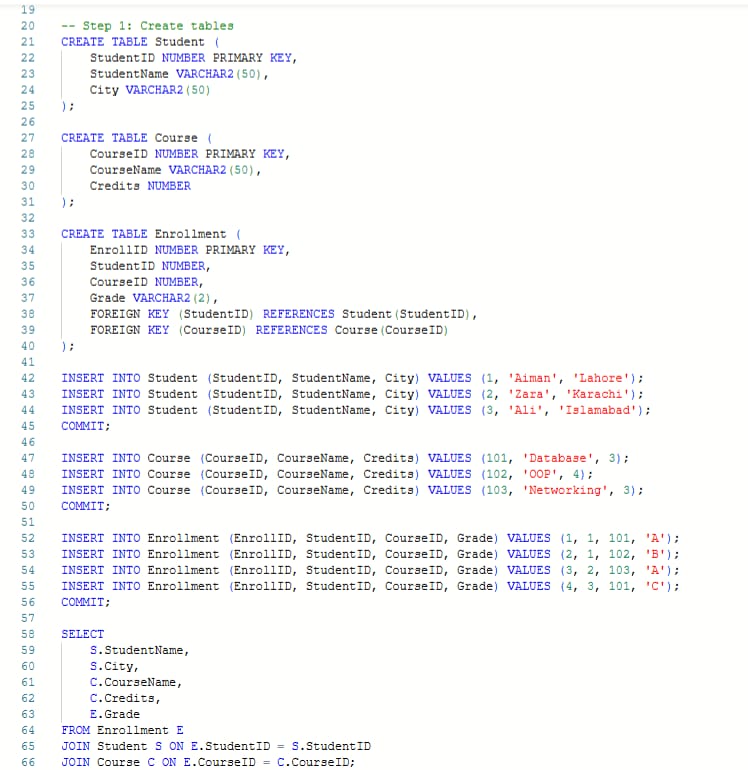 19
20 -- Step 1: Create tables
21 CREATE TABLE Student (
22 StudentID NUMBER PRIMARY KEY,
23 StudentName VARCHAR2(50),
24 City VARCHAR2(50)
25 );
26
27 CREATE TABLE Course (
28 CourseID NUMBER PRIMARY KEY,
29 CourseName VARCHAR2(50),
30 Credits NUMBER
31 );
32
33 CREATE TABLE Enrollment (
34 EnrollID NUMBER PRIMARY KEY,
35 StudentID NUMBER,
36 CourseID NUMBER,
37 Grade VARCHAR2(2),
38 FOREIGN KEY (StudentID) REFERENCES Student(StudentID),
39 FOREIGN KEY (CourseID) REFERENCES Course(CourseID)
40 );
41
42 INSERT INTO Student (StudentID, StudentName, City) VALUES (1, 'Aiman', 'Lahore');
43 INSERT INTO Student (StudentID, StudentName, City) VALUES (2, 'Zara', 'Karachi');
44 INSERT INTO Student (StudentID, StudentName, City) VALUES (3, 'Ali', 'Islamabad');
45 COMMIT;
46
47 INSERT INTO Course (CourseID, CourseName, Credits) VALUES (101, 'Database', 3);
48 INSERT INTO Course (CourseID, CourseName, Credits) VALUES (102, 'OOP', 4);
49 INSERT INTO Course (CourseID, CourseName, Credits) VALUES (103, 'Networking', 3);
50 COMMIT;
51
52 INSERT INTO Enrollment (EnrollID, StudentID, CourseID, Grade) VALUES (1, 1, 101, 'A');
53 INSERT INTO Enrollment (EnrollID, StudentID, CourseID, Grade) VALUES (2, 1, 102, 'B');
54 INSERT INTO Enrollment (EnrollID, StudentID, CourseID, Grade) VALUES (3, 2, 103, 'A');
55 INSERT INTO Enrollment (EnrollID, StudentID, CourseID, Grade) VALUES (4, 3, 101, 'C');
56 COMMIT;
57
58 SELECT
59 S.StudentName,
60 S.City,
61 C.CourseName,
62 C.Credits,
63 E.Grade
64 FROM Enrollment E
65 JOIN Student S ON E.StudentID = S.StudentID
66 JOIN Course C ON E.CourseID = C.CourseID;